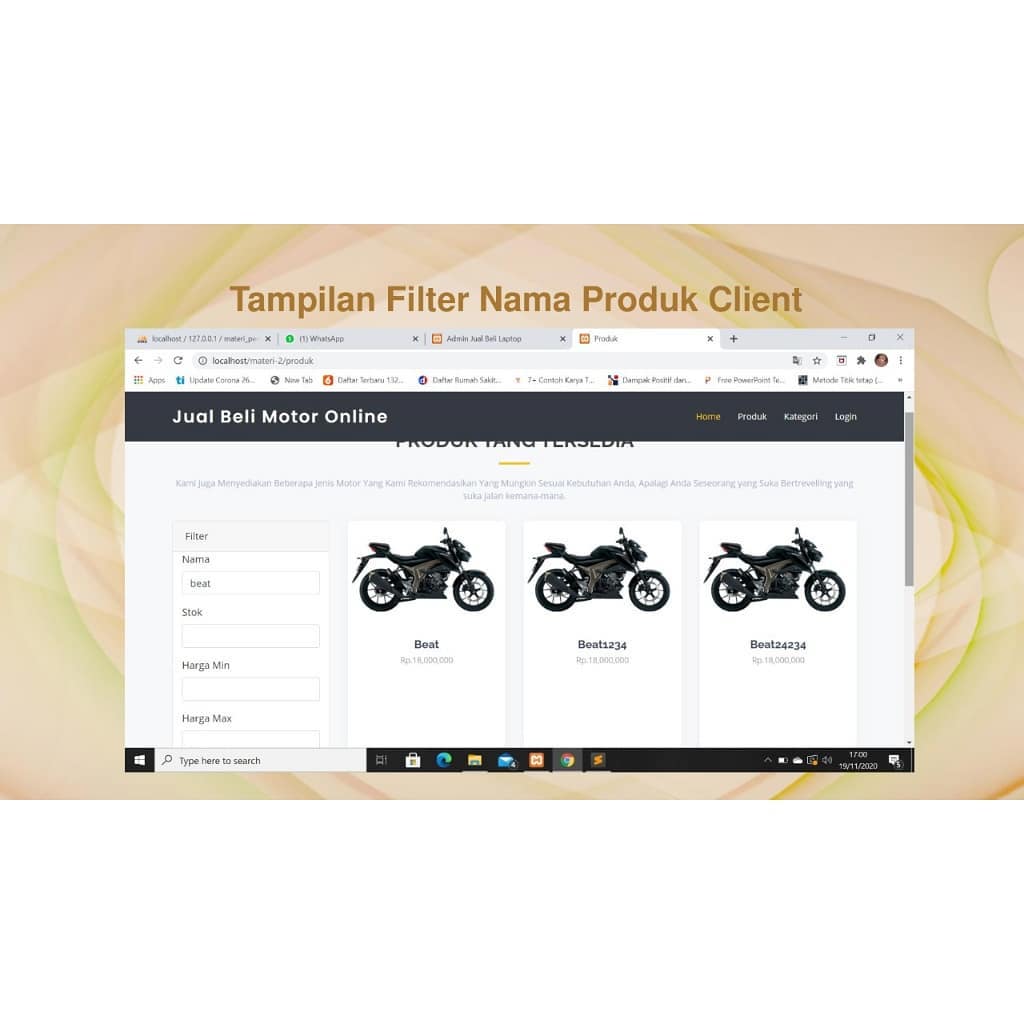 Tampilan Filter Nama Produk Client
localhost / 127.0.0.1 / materi_pe
(1) WhatsApp
Admin Jual Beli Laptop
Produk
localhost/materi-2/produk
Apps
Update Corona 26...
New Tab
Daftar Terbaru 132...
Daftar Rumah Sakit...
7+ Contoh Karya T...
Dampak Positif dan...
Free PowerPoint Te...
Metode Titik tetap (...
Jual Beli Motor Online
Home
Produk
Kategori
Login
PRODUK YANG TERSEDIA
Kami Juga Menyediakan Beberapa Jenis Motor Yang Kami Rekomendasikan Yang Mungkin Sesuai Kebutuhan Anda, Apalagi Anda Seseorang yang Suka Bertrevelling yang
suka jalan kemana-mana.
Filter
Nama
beat
Stok
Harga Min
Harga Max
Beat
Rp.18,000,000
Beat1234
Rp.18,000,000
Beat24234
Rp.18,000,000
Type here to search
17:00
19/11/2020